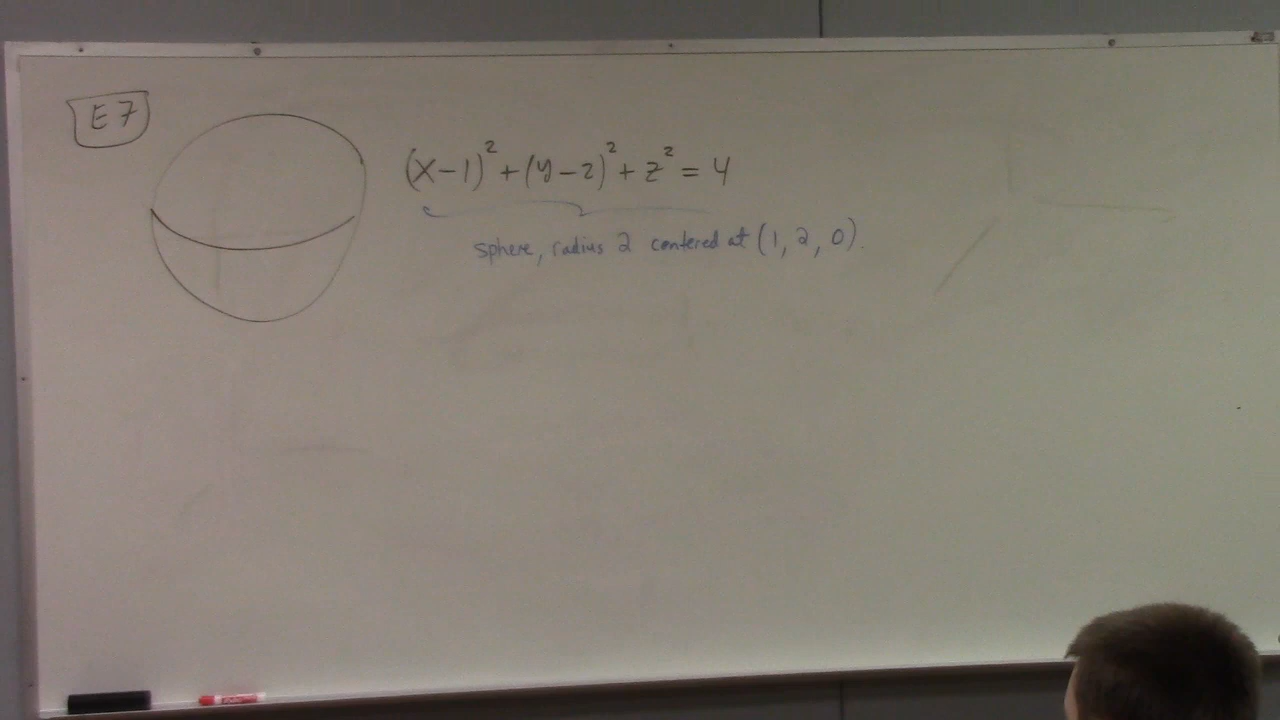 E7
(x-1)² + (y-2)² + z² = 4
sphere, radius 2 centered at (1, 2, 0).